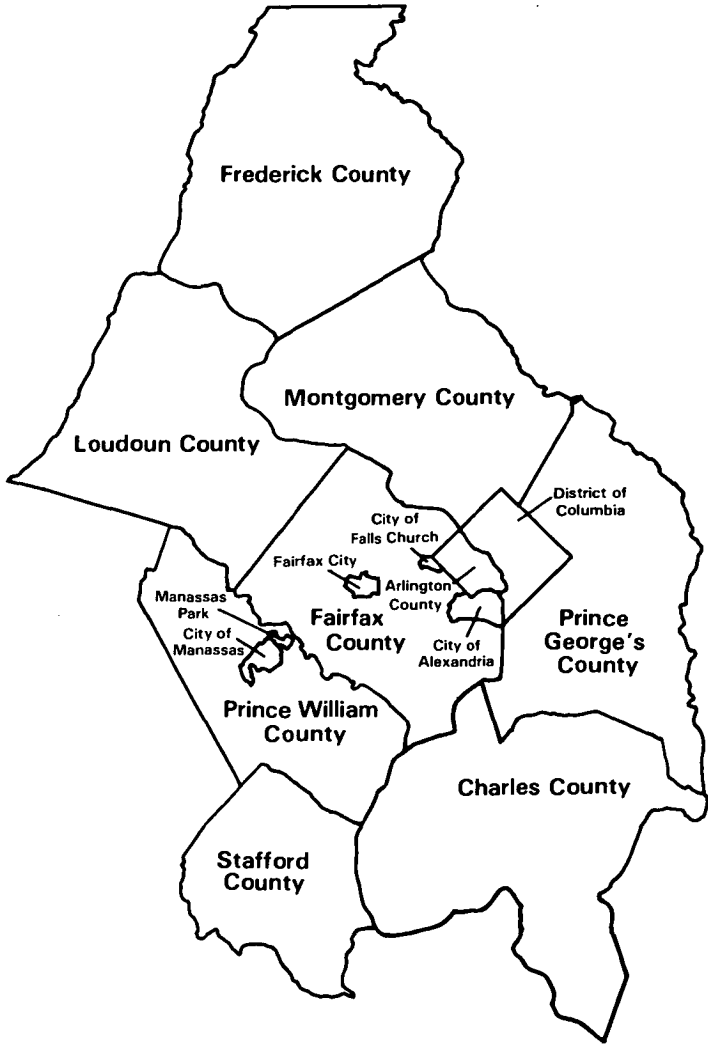 Frederick County
Montgomery County
Loudoun County
District of
Columbia
City of
Falls Church
Fairfax City
Arlington
County
Manassas
Park
Fairfax
County
City of
Manassas
City of
Alexandria
Prince
George's
County
Prince William
County
Charles County
Stafford
County